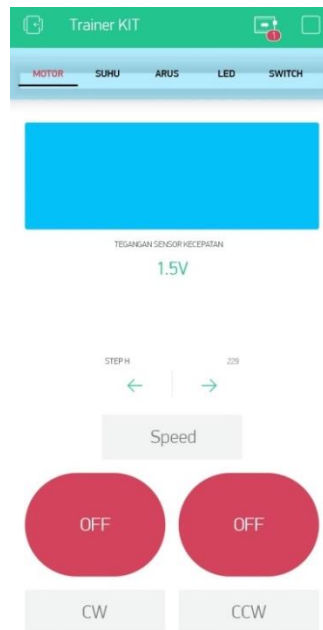 Trainer KIT
1
MOTOR SUHU ARUS LED SWITCH
TEGANGAN SENSOR KECEPATAN
1.5V
STEP H 229
Speed
OFF OFF
CW CCW